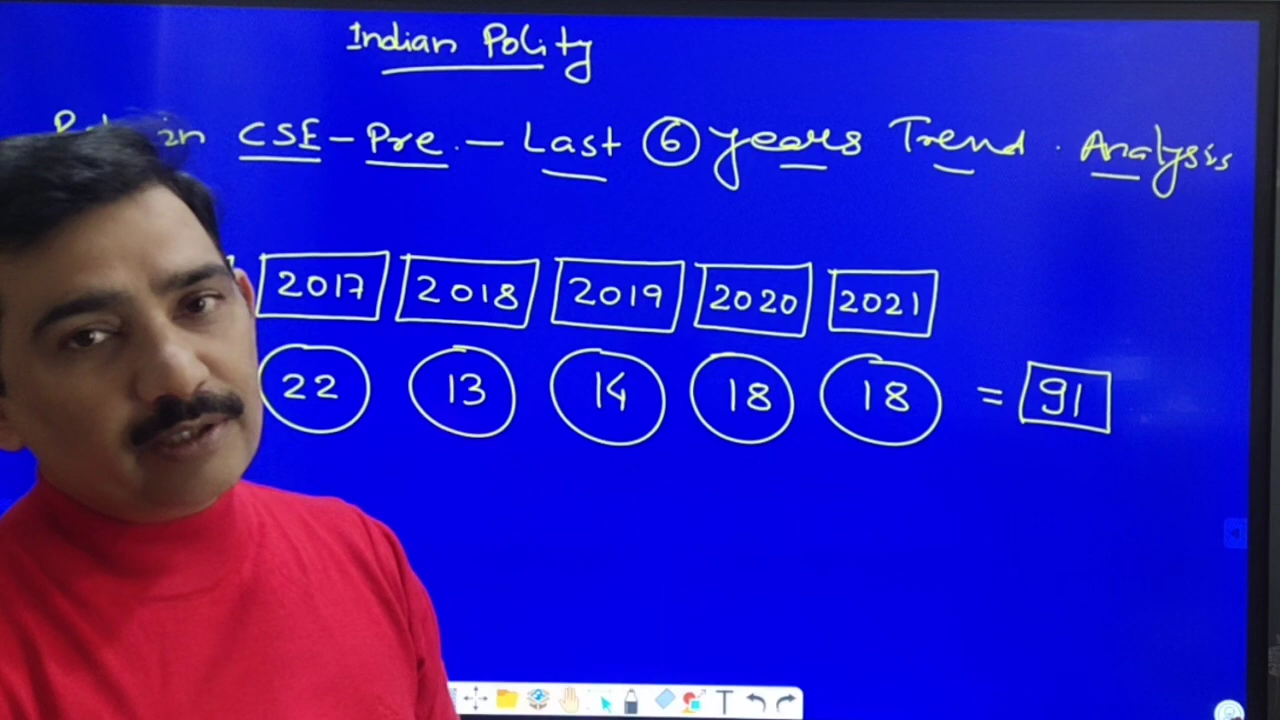 Indian Polity
in CSE-Pre. - Last 6 years Trend. Analysis
2017 2018 2019 2020 2021
22 13 14 18 18 = 91
T